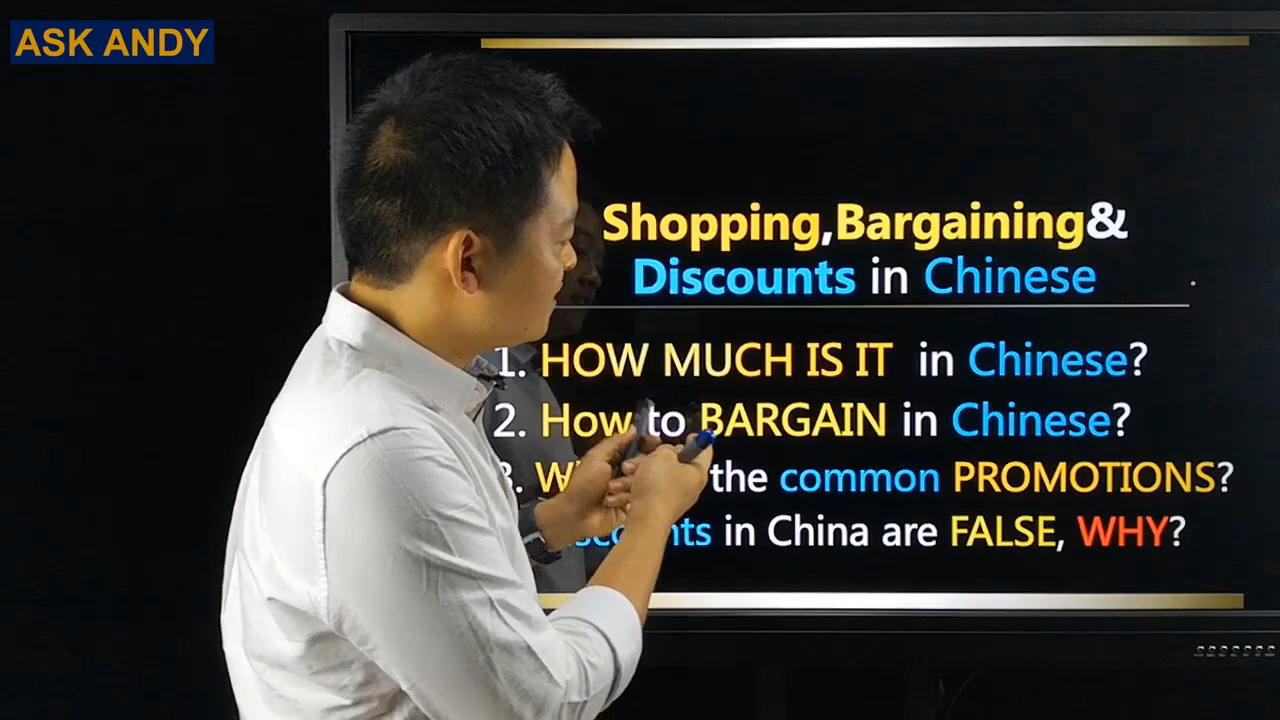 ASK ANDY
Shopping,Bargaining&
Discounts in Chinese
1. HOW MUCH IS IT in Chinese?
2. How to BARGAIN in Chinese?
3. the common PROMOTIONS?
in China are FALSE, WHY?